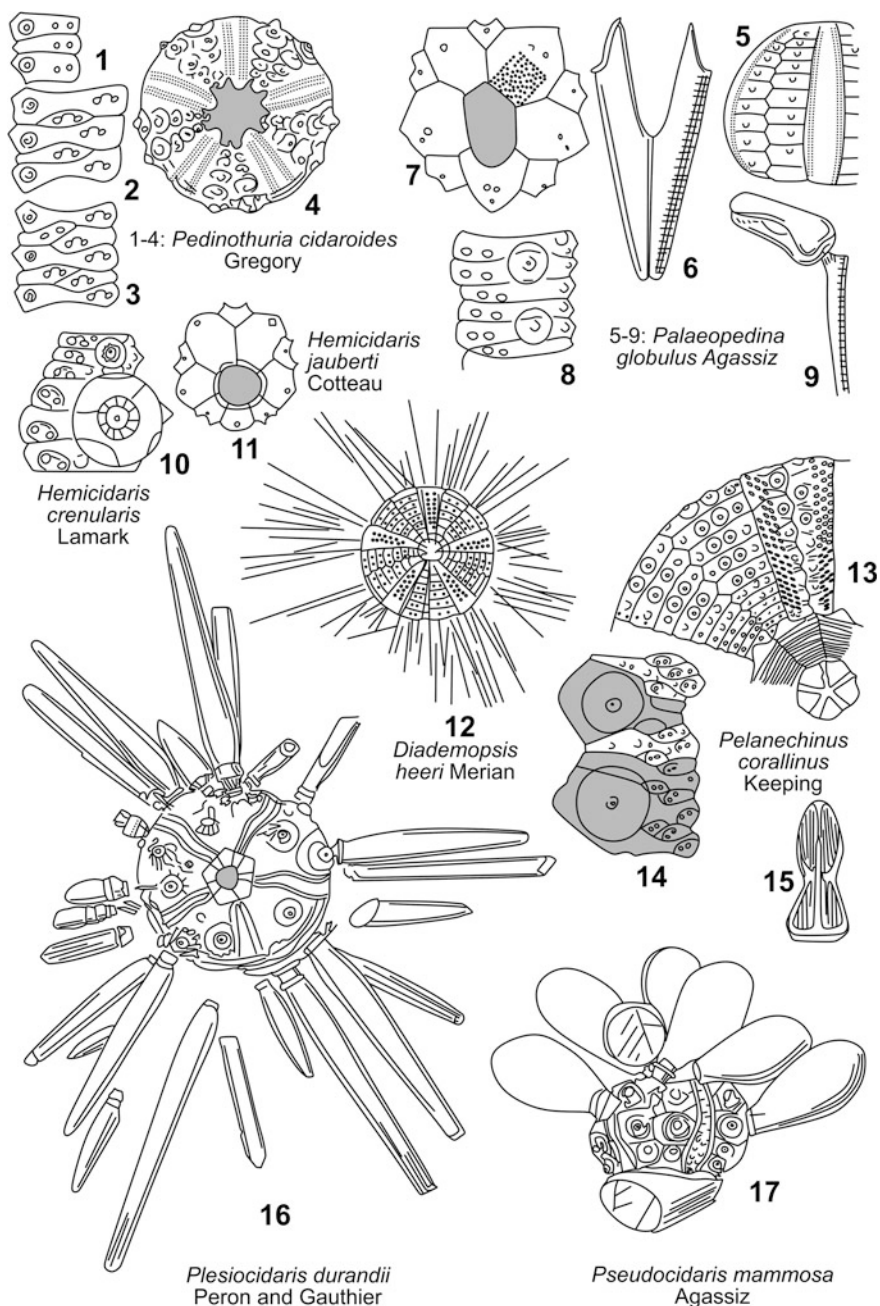 1
2
3
4
1-4: Pedinothuria cidaroides
Gregory
5
6
7
8
9
5-9: Palaeopedina
globulus Agassiz
10
Hemicidaris
crenularis
Lamark
11
Hemicidaris
jauberti
Cotteau
12
Diademopsis
heeri Merian
13
Pelanechinus
corallinus
Keeping
14
15
16
Plesiocidaris durandii
Peron and Gauthier
17
Pseudocidaris mammosa
Agassiz